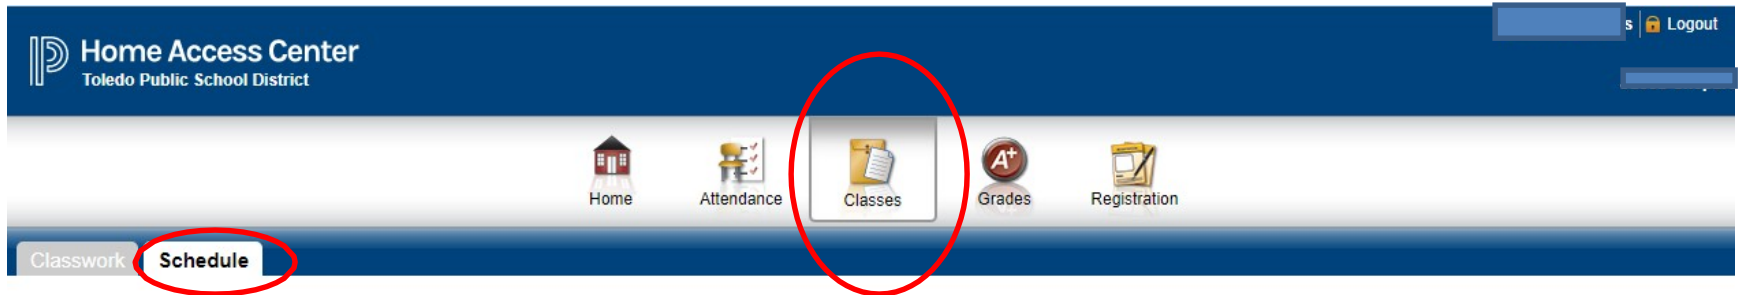 s Logout
Home Access Center
Toledo Public School District
Home Attendance Classes A+ Grades Registration
Classwork Schedule